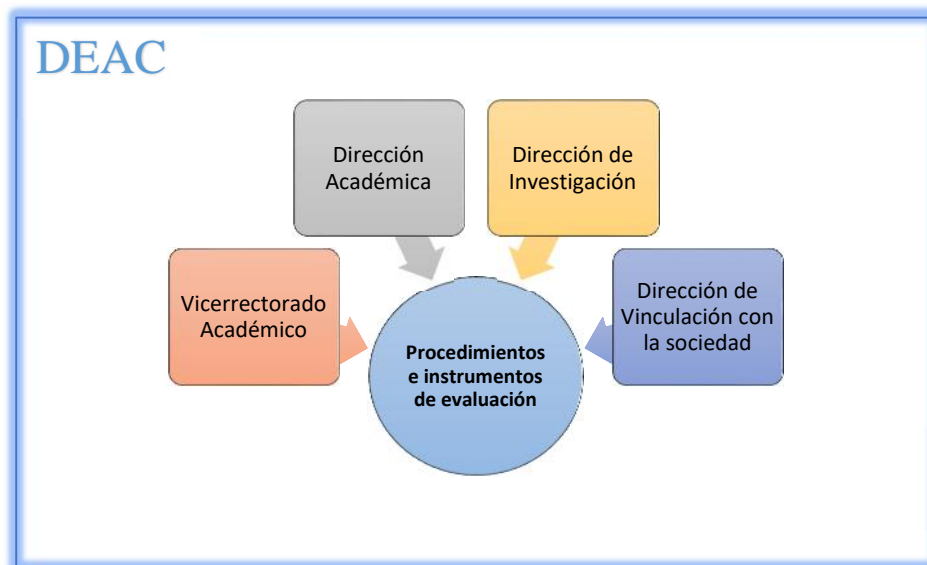 DEAC
Dirección
Académica
Dirección de
Investigación
Vicerrectorado
Académico
Dirección de
Vinculación con
la sociedad
Procedimientos
e instrumentos
de evaluación